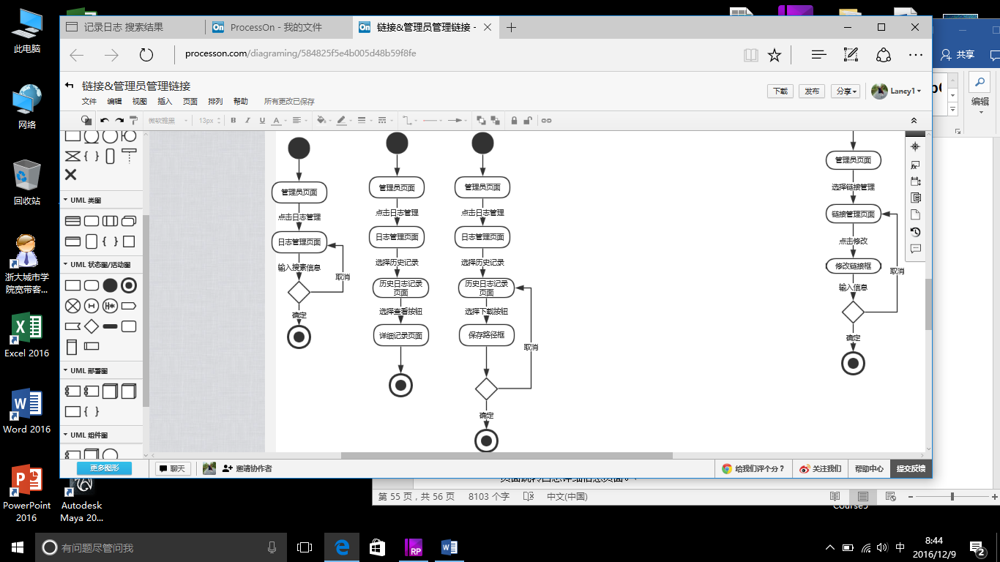 此电脑
网络
回收站
浙大城市学
院宽带客...
Excel 2016
Word 2016
PowerPoint
2016
Autodesk
Maya 20...
记录日志 搜索结果
ProcessOn - 我的文件
链接&管理员管理链接 -
processon.com/diagraming/584825f5e4b005d48b59f8fe
链接&管理员管理链接
文件 编辑 视图 插入 页面 排列 帮助 所有更改已保存
下载 发布 分享 Lancy1
微软雅黑 13px B I U A
UML 类图
UML 状态图/活动图
UML 部署图
UML 组件图
更多图形
管理员页面
点击日志管理
日志管理页面
输入搜素信息
取消
确定
管理员页面
点击日志管理
日志管理页面
选择历史记录
历史日志记录
页面
选择查看按钮
详细记录页面
管理员页面
点击日志管理
日志管理页面
选择历史记录
历史日志记录
页面
选择下载按钮
保存路径框
取消
确定
管理员页面
选择链接管理
链接管理页面
点击修改
修改链接框
取消
输入信息
确定
聊天 邀请协作者
给我们评个分？ 关注我们 帮助中心 提交反馈
共享
编辑
第 55 页，共 56 页 8103 个字 中文(中国)
有问题尽管问我
RP
中
8:44
2016/12/9
2